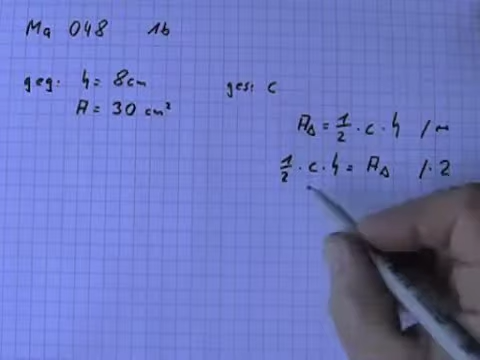 Ma 048 1b
geg: h = 8cm
A = 30 cm²
ges: c
A△ = 1/2 · c · h / ↔
1/2 · c · h = A△ / · 2